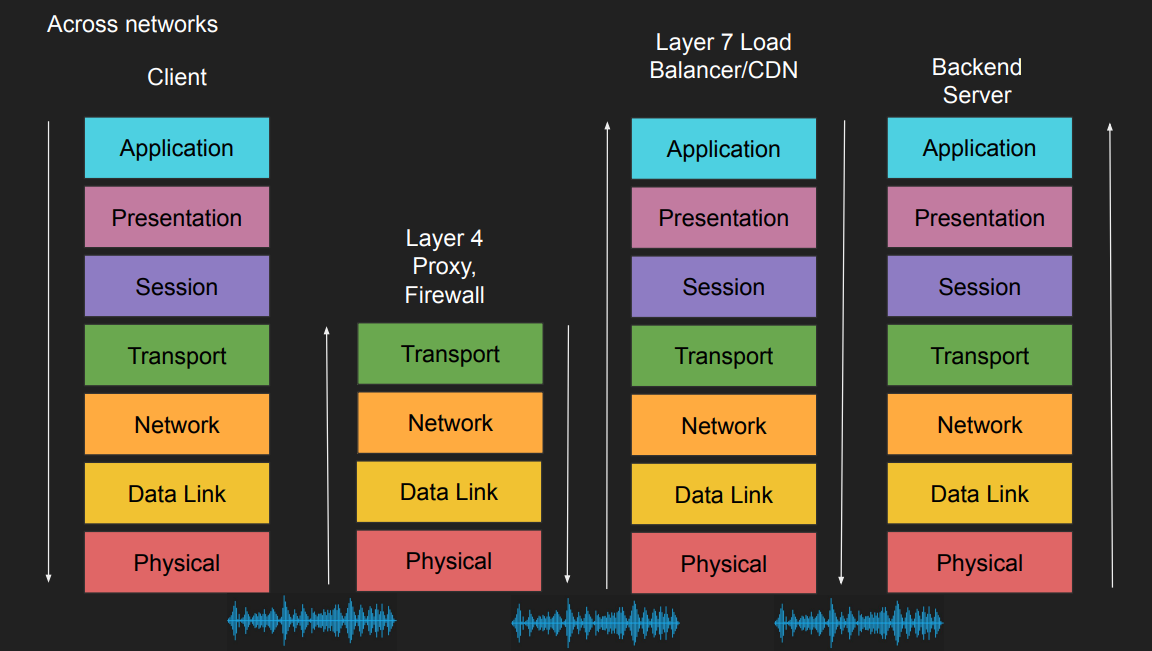 Across networks
Client
Application
Presentation
Session
Transport
Network
Data Link
Physical
Layer 4
Proxy,
Firewall
Transport
Network
Data Link
Physical
Layer 7 Load
Balancer/CDN
Application
Presentation
Session
Transport
Network
Data Link
Physical
Backend
Server
Application
Presentation
Session
Transport
Network
Data Link
Physical